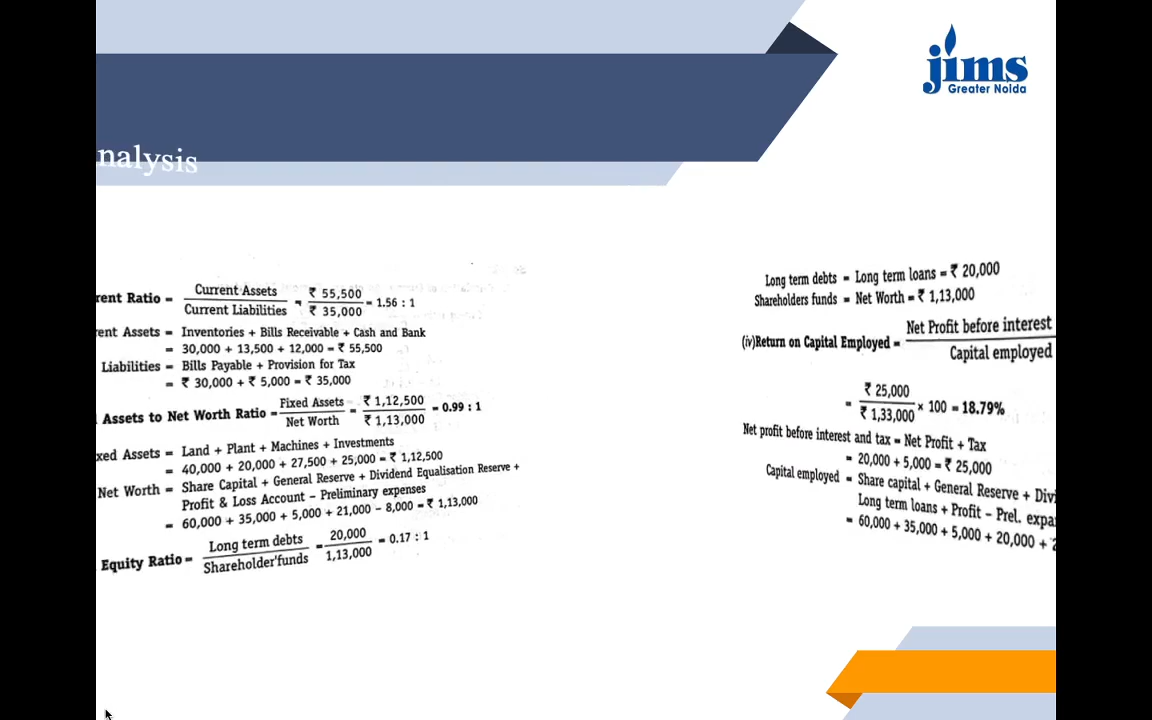 jims
Greater Noida
nalysis
rent Ratio = Current Assets / Current Liabilities = ₹ 55,500 / ₹ 35,000 = 1.56 : 1
rent Assets = Inventories + Bills Receivable + Cash and Bank
= 30,000 + 13,500 + 12,000 = ₹ 55,500
Liabilities = Bills Payable + Provision for Tax
= ₹ 30,000 + ₹ 5,000 = ₹ 35,000
Assets to Net Worth Ratio = Fixed Assets / Net Worth = ₹ 1,12,500 / ₹ 1,13,000 = 0.99 : 1
xed Assets = Land + Plant + Machines + Investments
= 40,000 + 20,000 + 27,500 + 25,000 = ₹ 1,12,500
Net Worth = Share Capital + General Reserve + Dividend Equalisation Reserve +
Profit & Loss Account – Preliminary expenses
= 60,000 + 35,000 + 5,000 + 21,000 – 8,000 = ₹ 1,13,000
Equity Ratio = Long term debts / Shareholder'funds = 20,000 / 1,13,000 = 0.17 : 1
Long term debts = Long term loans = ₹ 20,000
Shareholders funds = Net Worth = ₹ 1,13,000
(iv) Return on Capital Employed = Net Profit before interest / Capital employed
= ₹ 25,000 / ₹ 1,33,000 × 100 = 18.79%
Net profit before interest and tax = Net Profit + Tax
= 20,000 + 5,000 = ₹ 25,000
Capital employed = Share capital + General Reserve + Divi
Long term loans + Profit – Prel. expa
= 60,000 + 35,000 + 5,000 + 20,000 +